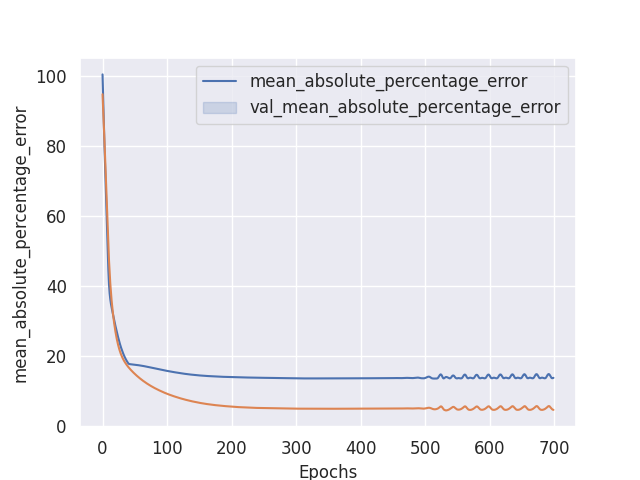 mean_absolute_percentage_error
val_mean_absolute_percentage_error
mean_absolute_percentage_error
100
80
60
40
20
0
0 100 200 300 400 500 600 700
Epochs